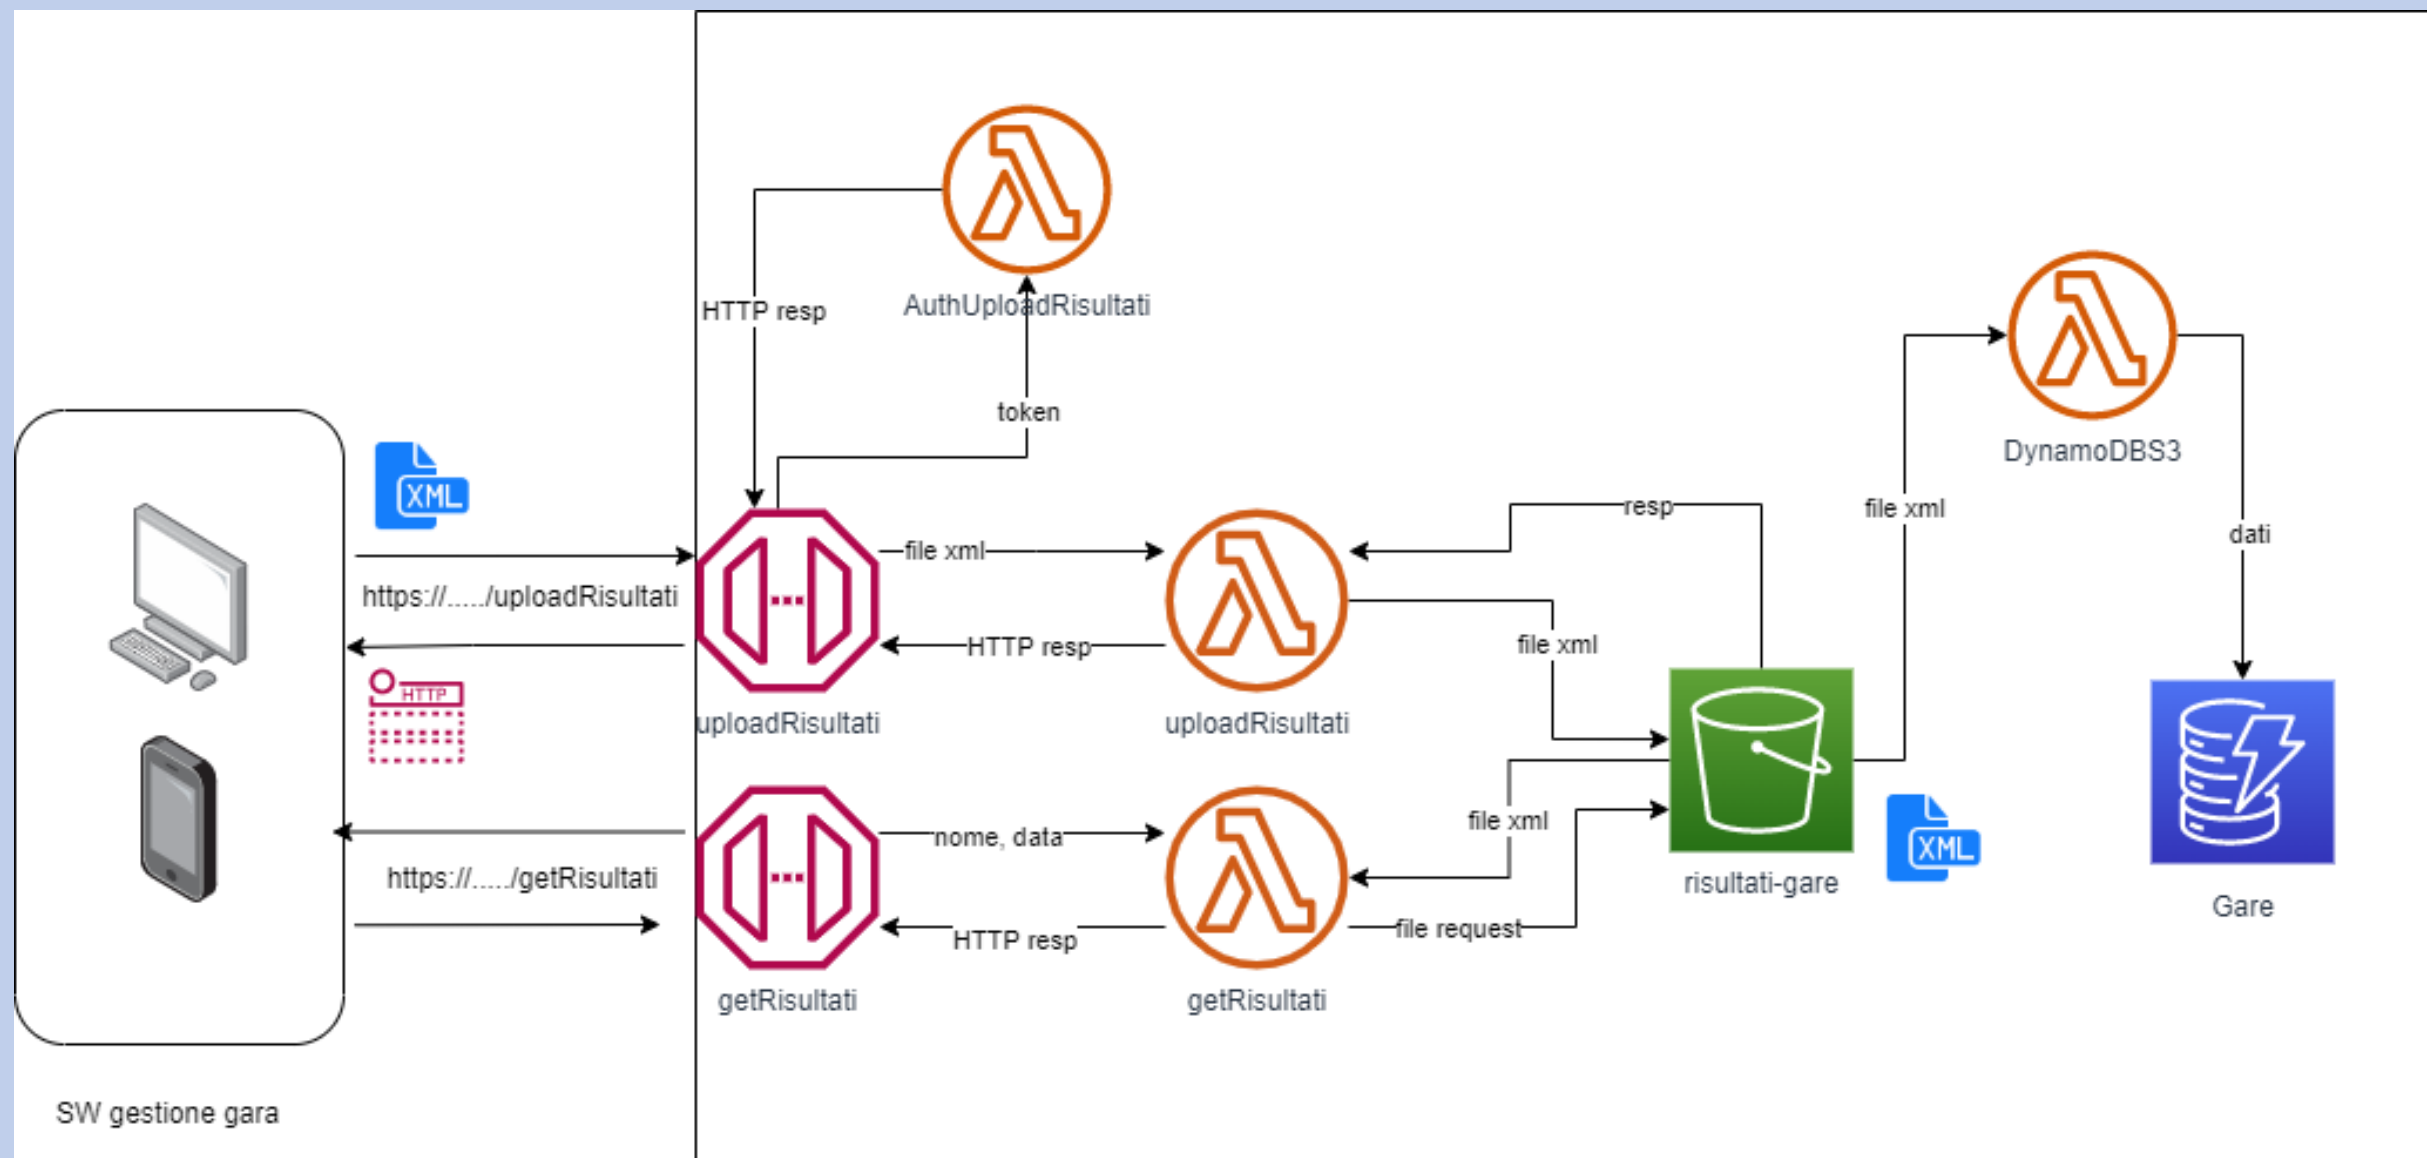 AuthUploadRisultati
HTTP resp
token
DynamoDBS3
XML
https://...../uploadRisultati
file xml
HTTP resp
resp
file xml
file xml
dati
HTTP
uploadRisultati
uploadRisultati
nome, data
file xml
https://...../getRisultati
HTTP resp
file request
XML
risultati-gare
Gare
getRisultati
getRisultati
SW gestione gara